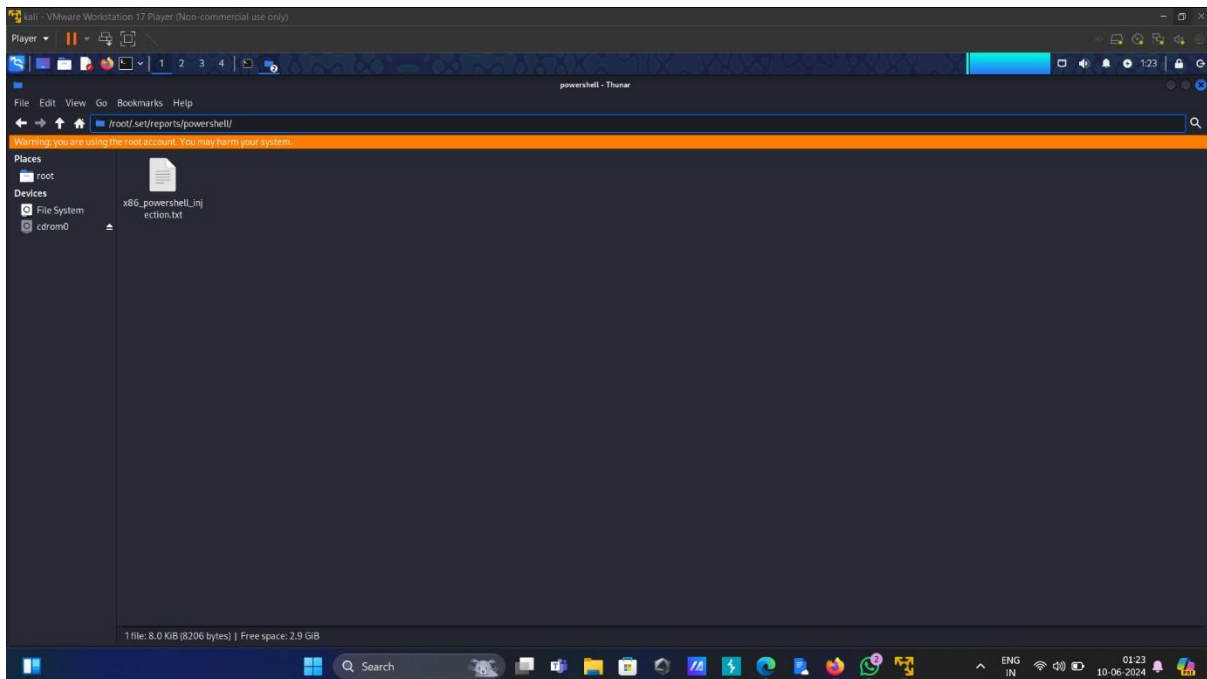 kali - VMware Workstation 17 Player (Non-commercial use only)
Player
1 2 3 4
1:23
powershell - Thunar
File Edit View Go Bookmarks Help
/root/.set/reports/powershell/
Warning: you are using the root account. You may harm your system.
Places
root
Devices
File System
cdrom0
x86_powershell_inj
ection.txt
1 file: 8.0 KiB (8206 bytes) | Free space: 2.9 GiB
Search
2
ENG
IN
01:23
10-06-2024